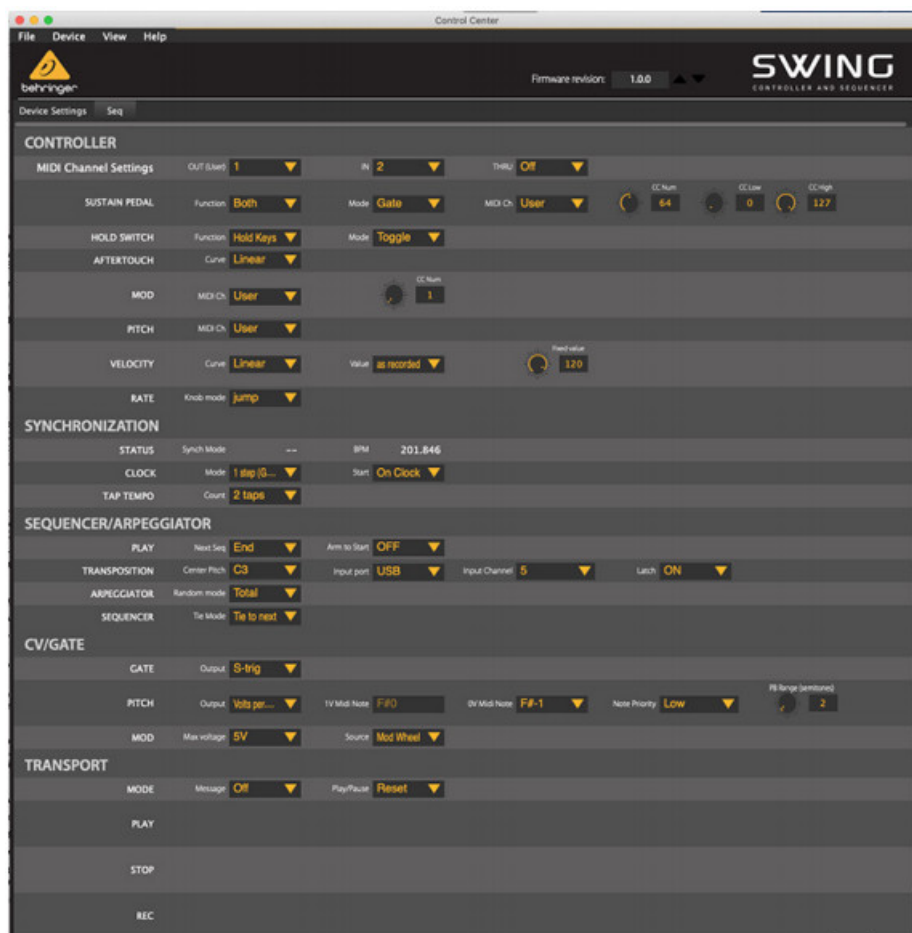 Control Center
File Device View Help
behringer
Firmware revision: 1.0.0
SWING
CONTROLLER AND SEQUENCER
Device Settings Seq
CONTROLLER
MIDI Channel Settings OUT (User) 1 IN 2 THRU Off
CC Num CC Low CC High
SUSTAIN PEDAL Function Both Mode Gate MIDI Ch User 64 0 127
HOLD SWITCH Function Hold Keys Mode Toggle
AFTERTOUCH Curve Linear
CC Num
MOD MIDI Ch User 1
PITCH MIDI Ch User
Fixed value
VELOCITY Curve Linear Value as recorded 120
RATE Knob mode jump
SYNCHRONIZATION
STATUS Synch Mode -- BPM 201.846
CLOCK Mode 1 step (G... Start On Clock
TAP TEMPO Count 2 taps
SEQUENCER/ARPEGGIATOR
PLAY Next Seq End Arm to Start OFF
TRANSPOSITION Center Pitch C3 Input port USB Input Channel 5 Latch ON
ARPEGGIATOR Random mode Total
SEQUENCER Tie Mode Tie to next
CV/GATE
GATE Output S-trig
PB Range (semitones)
PITCH Output Volts per... 1V Midi Note F#0 0V Midi Note F#-1 Note Priority Low 2
MOD Max voltage 5V Source Mod Wheel
TRANSPORT
MODE Message Off Play/Pause Reset
PLAY
STOP
REC